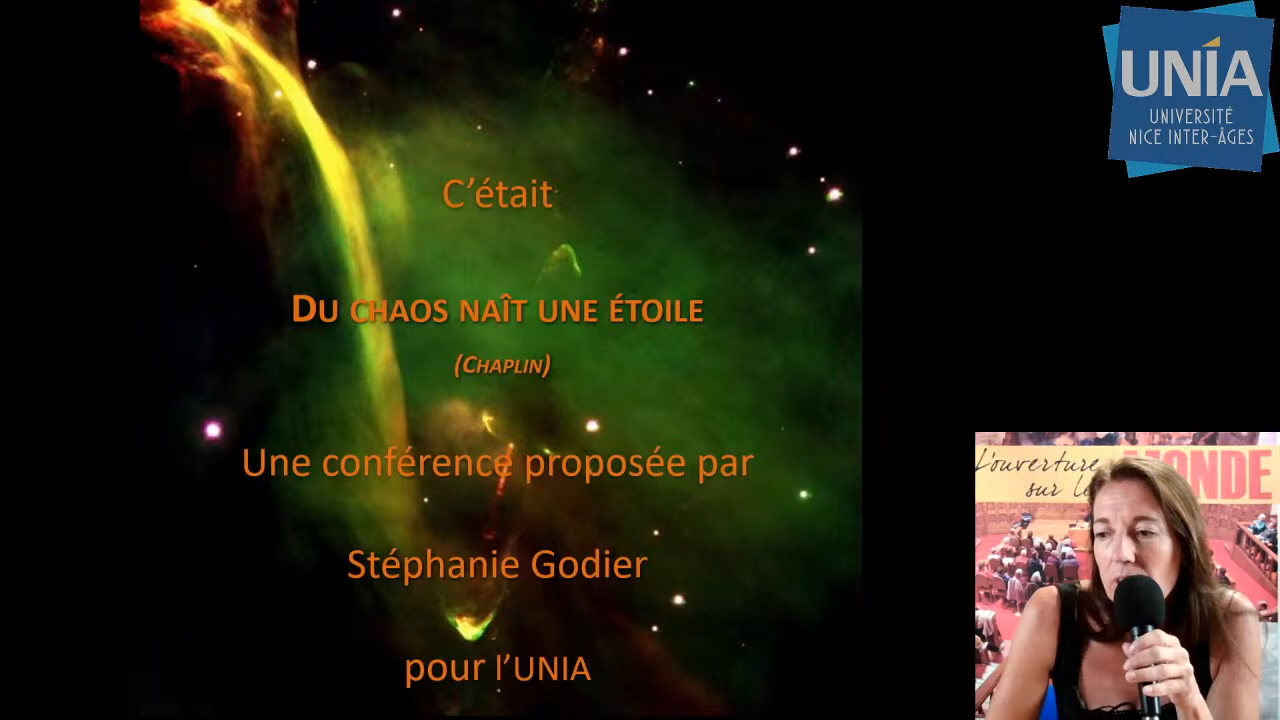 C'était
DU CHAOS NAÎT UNE ÉTOILE
(CHAPLIN)
Une conférence proposée par
Stéphanie Godier
pour l'UNIA
UNIA
UNIVERSITÉ
NICE INTER-ÂGES
L'ouverture
sur le
MONDE